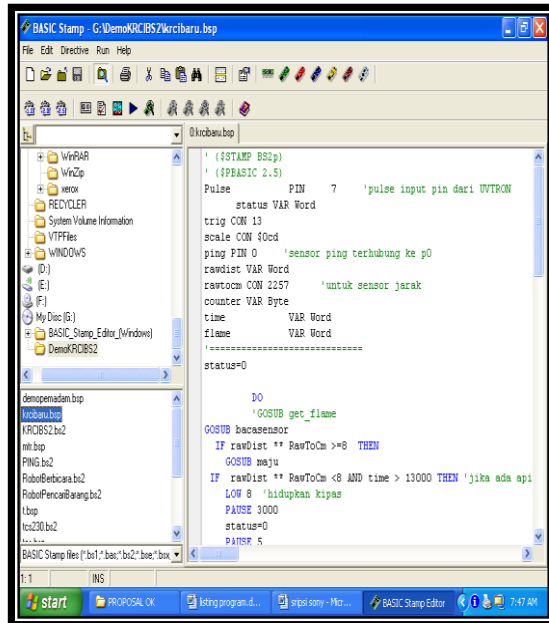 BASIC Stamp - G:\DemoKRCIBS2\krcibaru.bsp
File Edit Directive Run Help
0:krcibaru.bsp
WinRAR
WinZip
xerox
RECYCLER
System Volume Information
VTPFiles
WINDOWS
(D:)
(E:)
(F:)
My Disc (G:)
BASIC_Stamp_Editor_(Windows)
DemoKRCIBS2
demopemadam.bsp
krcibaru.bsp
KRCIBS2.bs2
mtr.bsp
PING.bs2
RobotBerbicara.bs2
RobotPencariBarang.bs2
t.bsp
tcs230.bs2
BASIC Stamp files (*.bs1;*.bas;*.bs2;*.bse;*.bsx,
' {$STAMP BS2p}
' {$PBASIC 2.5}
Pulse PIN 7 'pulse input pin dari UVTRON
status VAR Word
trig CON 13
scale CON $0cd
ping PIN 0 'sensor ping terhubung ke p0
rawdist VAR Word
rawtocm CON 2257 'untuk sensor jarak
counter VAR Byte
time VAR Word
flame VAR Word
'=============================
status=0
DO
'GOSUB get_flame
GOSUB bacasensor
IF rawDist ** RawToCm >=8 THEN
GOSUB maju
IF rawDist ** RawToCm <8 AND time > 13000 THEN 'jika ada api
LOW 8 'hidupkan kipas
PAUSE 3000
status=0
PAUSE 5
1: 1 INS
start PROPOSAL OK listing program.d... sripsi sony - Micr... BASIC Stamp Editor 7:47 AM